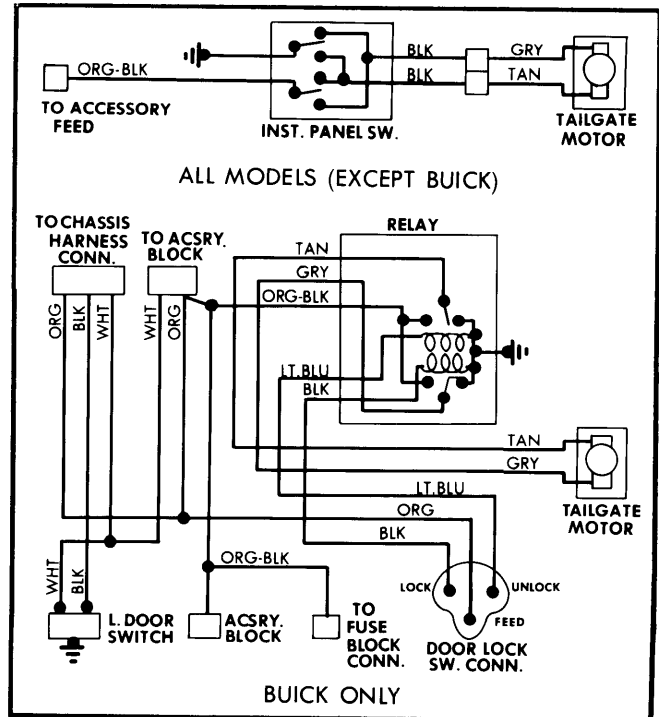 ORG-BLK
TO ACCESSORY
FEED
INST. PANEL SW.
BLK
BLK
GRY
TAN
TAILGATE
MOTOR
ALL MODELS (EXCEPT BUICK)
TO CHASSIS
HARNESS
CONN.
TO ACSRY.
BLOCK
RELAY
TAN
GRY
ORG-BLK
ORG
BLK
WHT
WHT
ORG
LT.BLU
BLK
TAN
GRY
TAILGATE
MOTOR
LT.BLU
ORG
BLK
ORG-BLK
WHT
BLK
L. DOOR
SWITCH
ACSRY.
BLOCK
TO
FUSE
BLOCK
CONN.
LOCK
UNLOCK
FEED
DOOR LOCK
SW. CONN.
BUICK ONLY